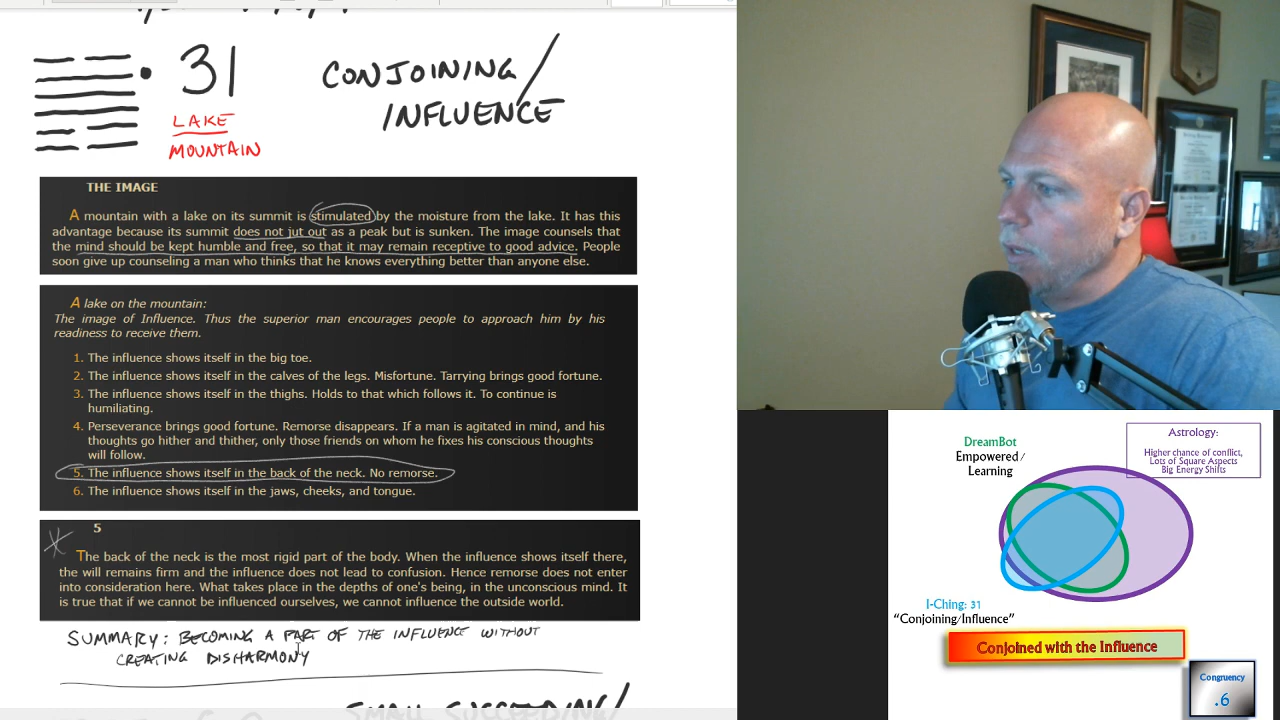 31
CONJOINING/
INFLUENCE
LAKE
MOUNTAIN
THE IMAGE
A mountain with a lake on its summit is stimulated by the moisture from the lake. It has this
advantage because its summit does not jut out as a peak but is sunken. The image counsels that
the mind should be kept humble and free, so that it may remain receptive to good advice. People
soon give up counseling a man who thinks that he knows everything better than anyone else.
A lake on the mountain:
The image of Influence. Thus the superior man encourages people to approach him by his
readiness to receive them.
1. The influence shows itself in the big toe.
2. The influence shows itself in the calves of the legs. Misfortune. Tarrying brings good fortune.
3. The influence shows itself in the thighs. Holds to that which follows it. To continue is
humiliating.
4. Perseverance brings good fortune. Remorse disappears. If a man is agitated in mind, and his
thoughts go hither and thither, only those friends on whom he fixes his conscious thoughts
will follow.
5. The influence shows itself in the back of the neck. No remorse.
6. The influence shows itself in the jaws, cheeks, and tongue.
5
The back of the neck is the most rigid part of the body. When the influence shows itself there,
the will remains firm and the influence does not lead to confusion. Hence remorse does not enter
into consideration here. What takes place in the depths of one's being, in the unconscious mind. It
is true that if we cannot be influenced ourselves, we cannot influence the outside world.
SUMMARY: BECOMING A PART OF THE INFLUENCE WITHOUT
CREATING DISHARMONY
SMALL SUCCEEDING/
DreamBot
Empowered/
Learning
Astrology:
Higher chance of conflict,
Lots of Square Aspects
Big Energy Shifts
I-Ching: 31
"Conjoining/Influence"
Conjoined with the Influence
Congruency
.6